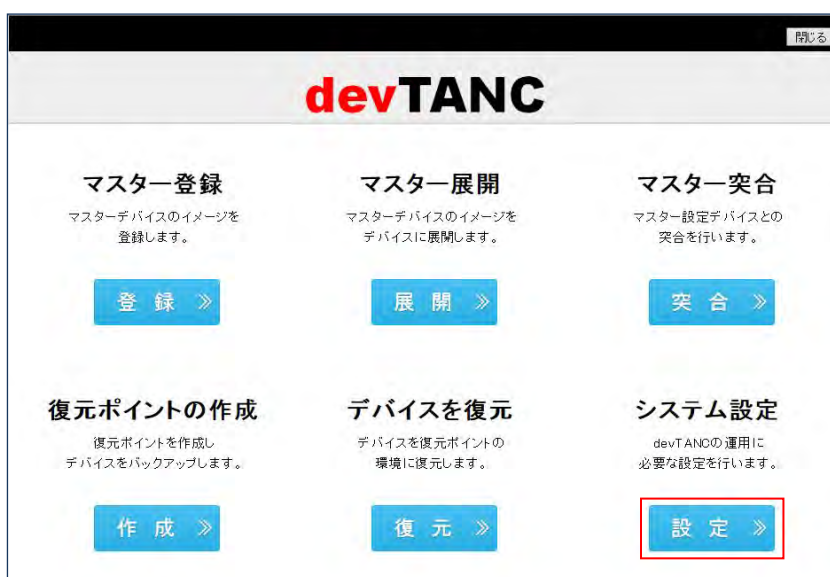 閉じる
devTANC
マスター登録
マスターデバイスのイメージを
登録します。
登 録 》
マスター展開
マスターデバイスのイメージを
デバイスに展開します。
展 開 》
マスター突合
マスター設定デバイスとの
突合を行います。
突 合 》
復元ポイントの作成
復元ポイントを作成し
デバイスをバックアップします。
作 成 》
デバイスを復元
デバイスを復元ポイントの
環境に復元します。
復 元 》
システム設定
devTANCの運用に
必要な設定を行います。
設 定 》